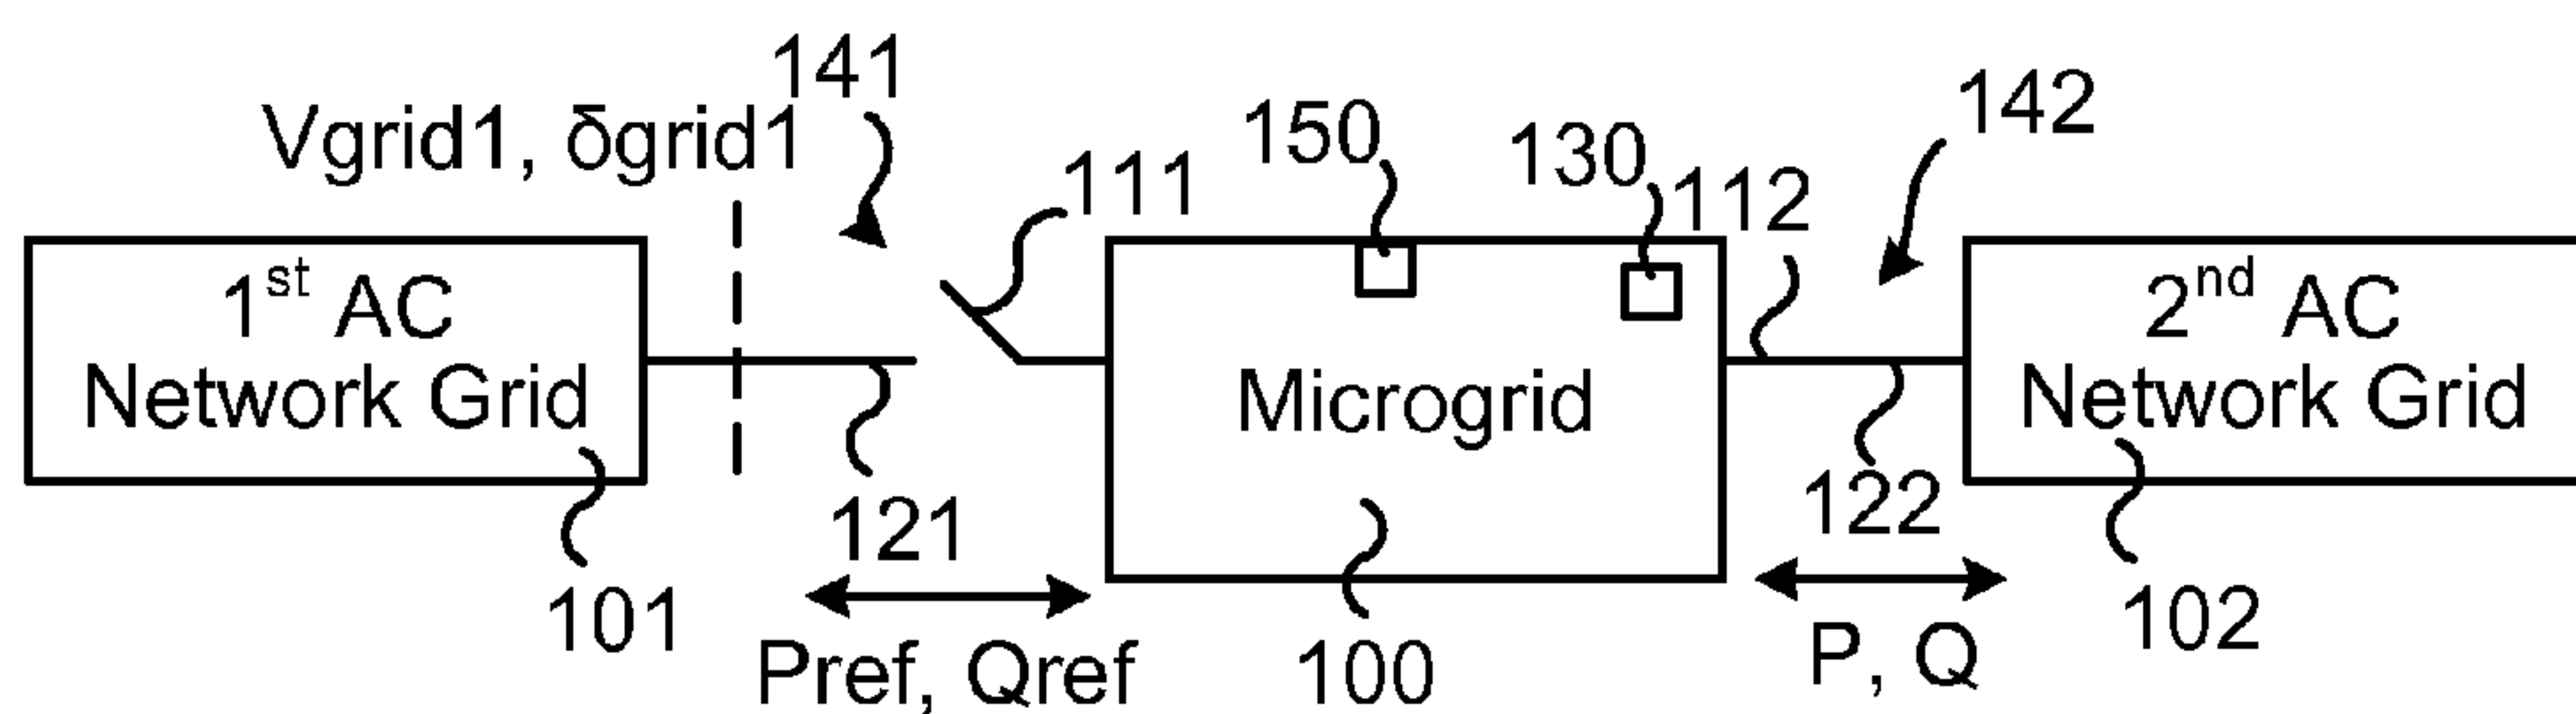 141
Vgrid1, δgrid1
150
130
142
111
112
1st AC
Network Grid
Microgrid
2nd AC
Network Grid
121
122
101
100
102
Pref, Qref
P, Q